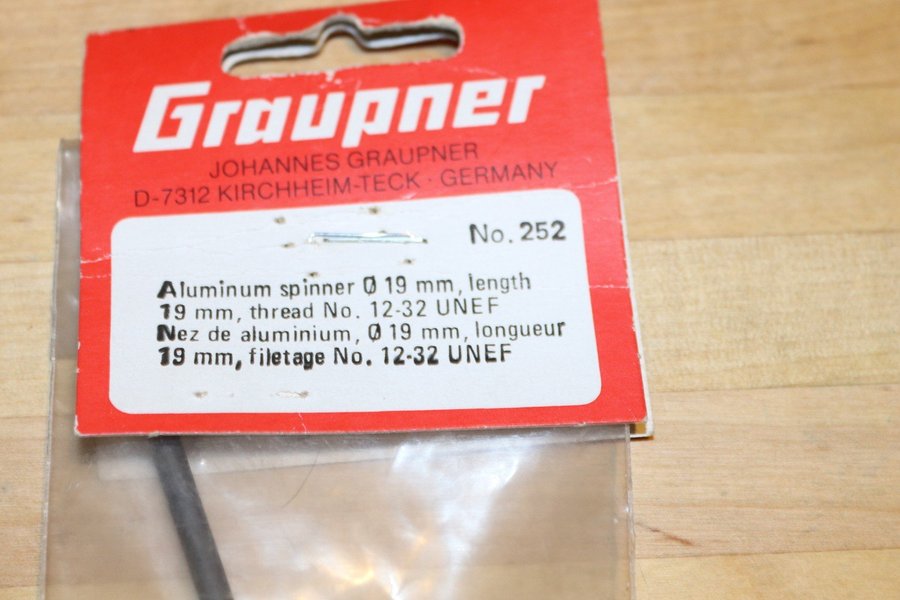 Graupner
JOHANNES GRAUPNER
D-7312 KIRCHHEIM-TECK · GERMANY
No. 252
Aluminum spinner Ø 19 mm, length
19 mm, thread No. 12-32 UNEF
Nez de aluminium, Ø 19 mm, longueur
19 mm, filetage No. 12-32 UNEF